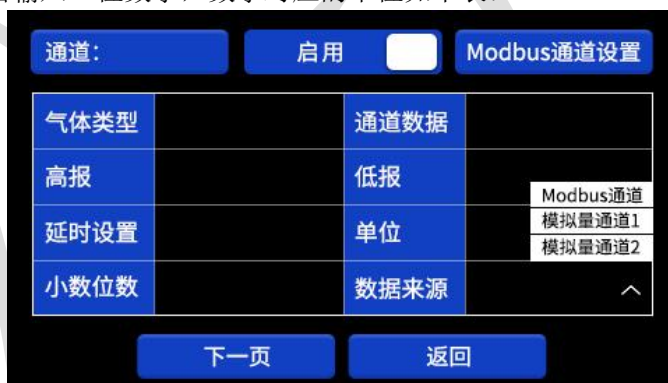 通道：
启用
Modbus通道设置
气体类型
通道数据
高报
低报
Modbus通道
延时设置
单位
模拟量通道1
模拟量通道2
小数位数
数据来源
下一页
返回